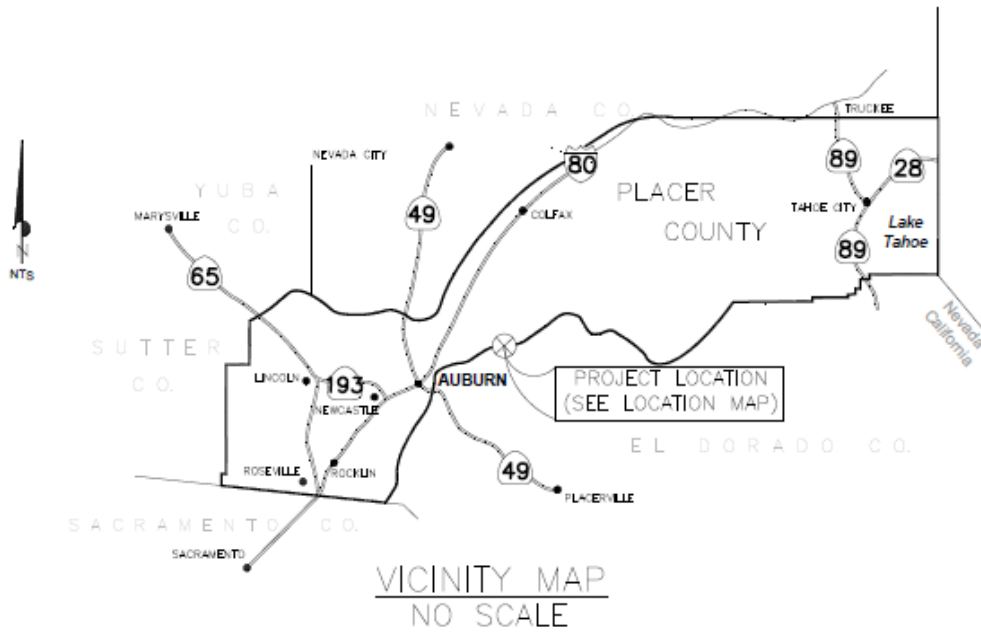 NEVADA CO.
TRUCKEE
NEVADA CITY
80
89
28
YUBA
CO.
PLACER
COUNTY
49
MARYSVILLE
COLFAX
TAHOE CITY
Lake
Tahoe
N
NTS
65
89
Nevada
California
SUTTER
CO.
LINCOLN
193
AUBURN
NEWCASTLE
PROJECT LOCATION
(SEE LOCATION MAP)
EL DORADO CO.
ROSEVILLE
ROCKLIN
49
PLACERVILLE
SACRAMENTO CO.
SACRAMENTO
VICINITY MAP
NO SCALE